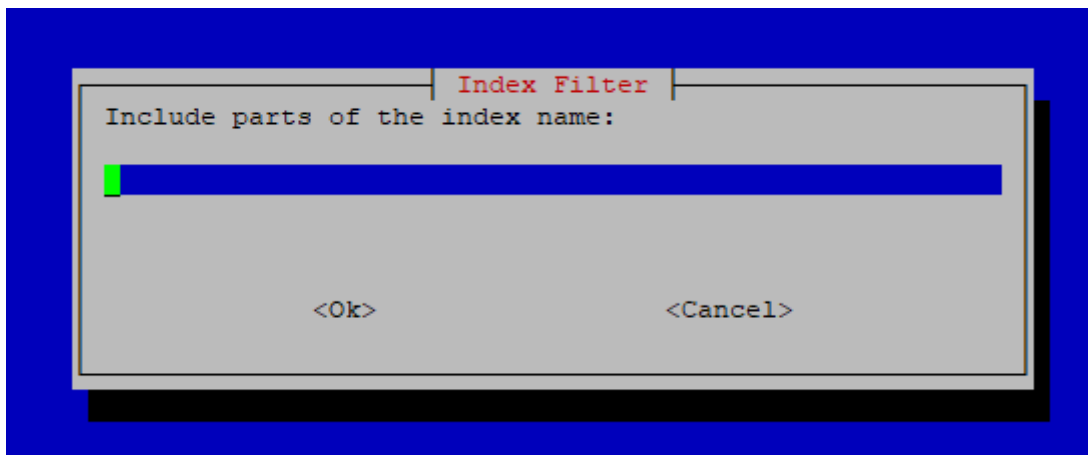 Index Filter
Include parts of the index name:
<Ok> <Cancel>